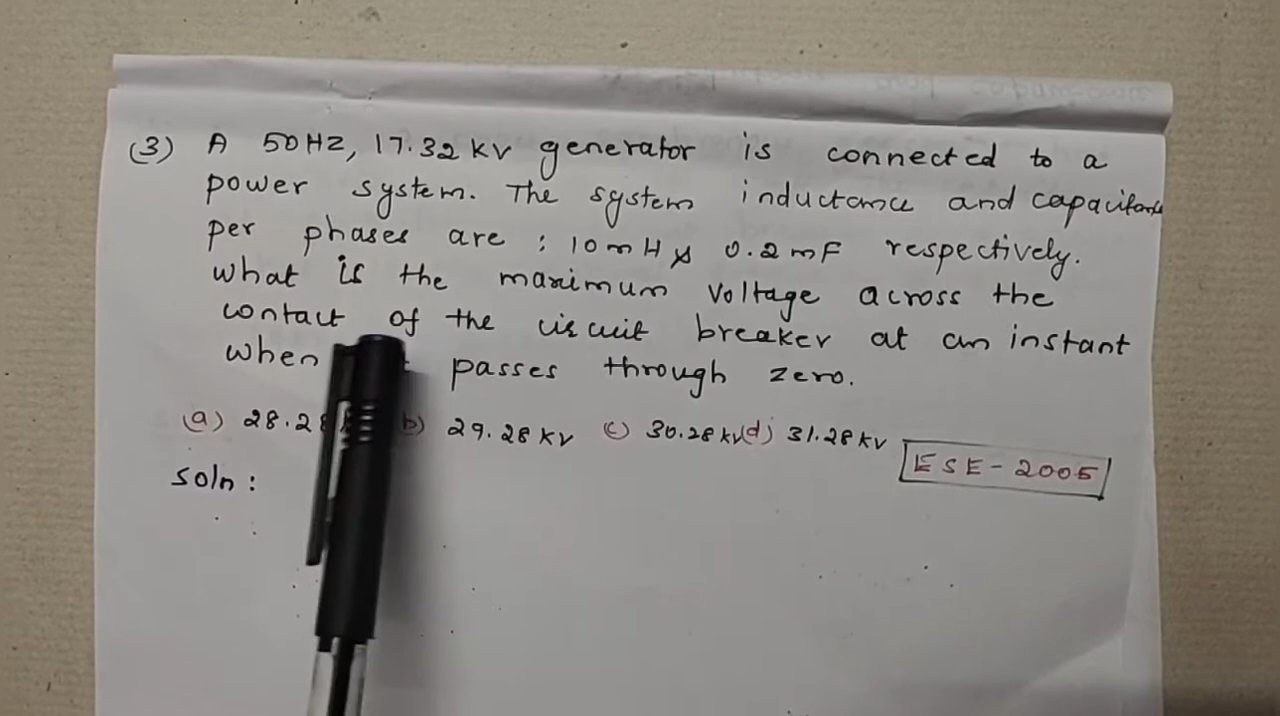 (3) A 50HZ, 17.32 KV generator is connected to a
power system. The system inductance and capacitance
per phases are : 10mH & 0.2mF respectively.
What is the maximum voltage across the
contact of the circuit breaker at an instant
when passes through zero.
(a) 28.28 b) 29.28 KV (c) 30.28 KV (d) 31.28 KV
ESE - 2005
Soln :